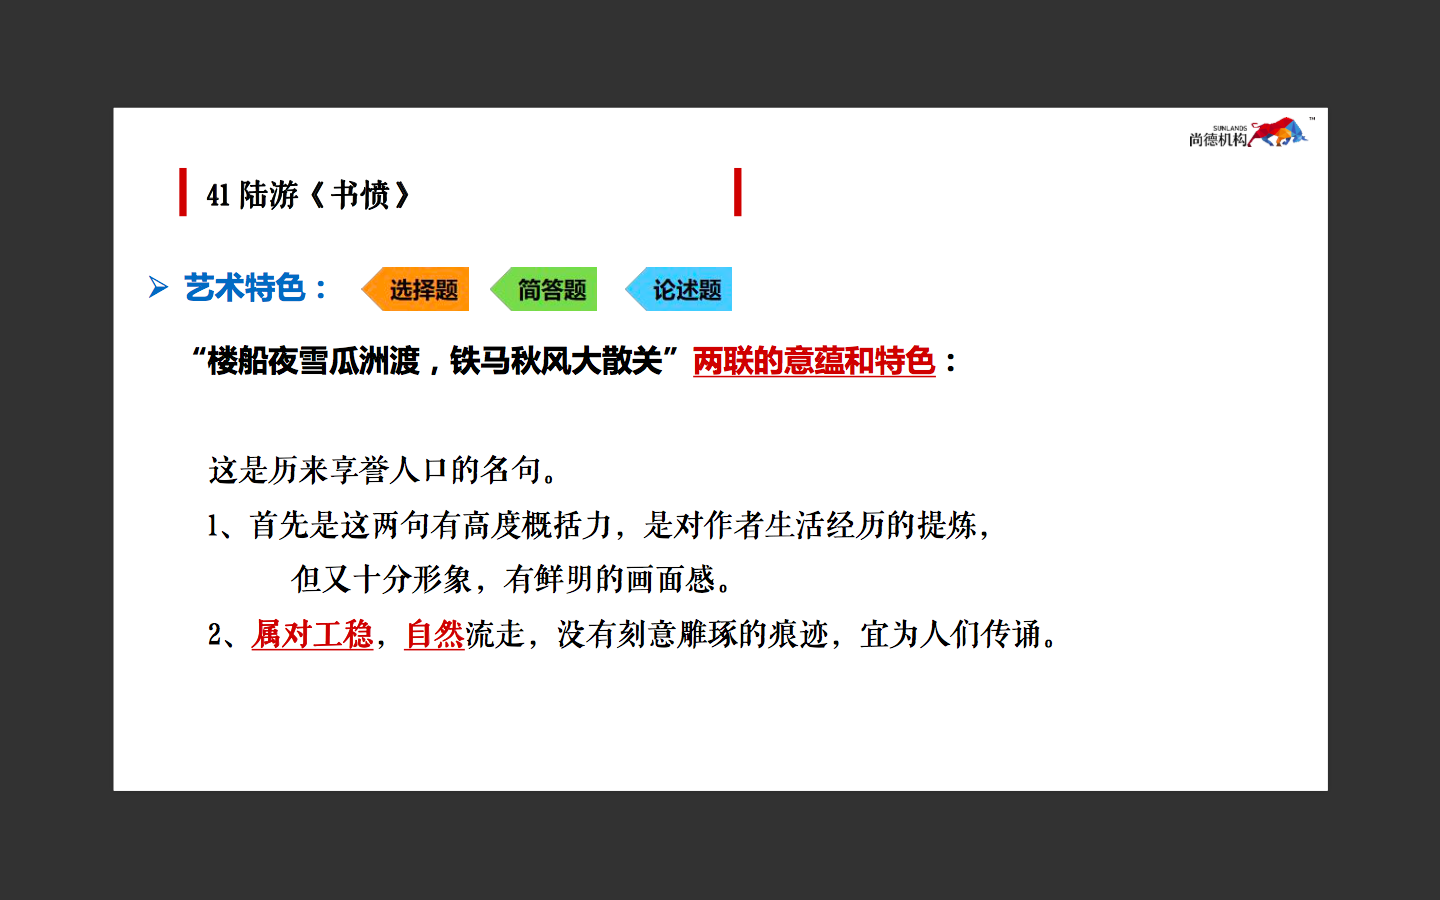 SUNLANDS
尚德机构
™
41 陆游《书愤》
艺术特色： 选择题 简答题 论述题
“楼船夜雪瓜洲渡，铁马秋风大散关”两联的意蕴和特色：
这是历来享誉人口的名句。
1、首先是这两句有高度概括力，是对作者生活经历的提炼，
但又十分形象，有鲜明的画面感。
2、属对工稳，自然流走，没有刻意雕琢的痕迹，宜为人们传诵。